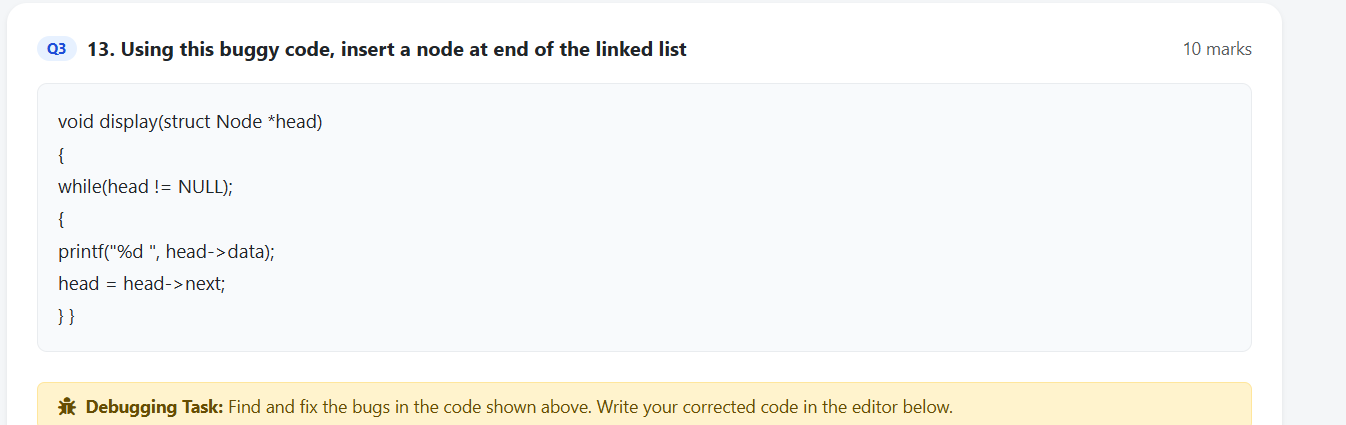 Q3 13. Using this buggy code, insert a node at end of the linked list 10 marks
void display(struct Node *head)
{
while(head != NULL);
{
printf("%d ", head->data);
head = head->next;
} }
Debugging Task: Find and fix the bugs in the code shown above. Write your corrected code in the editor below.